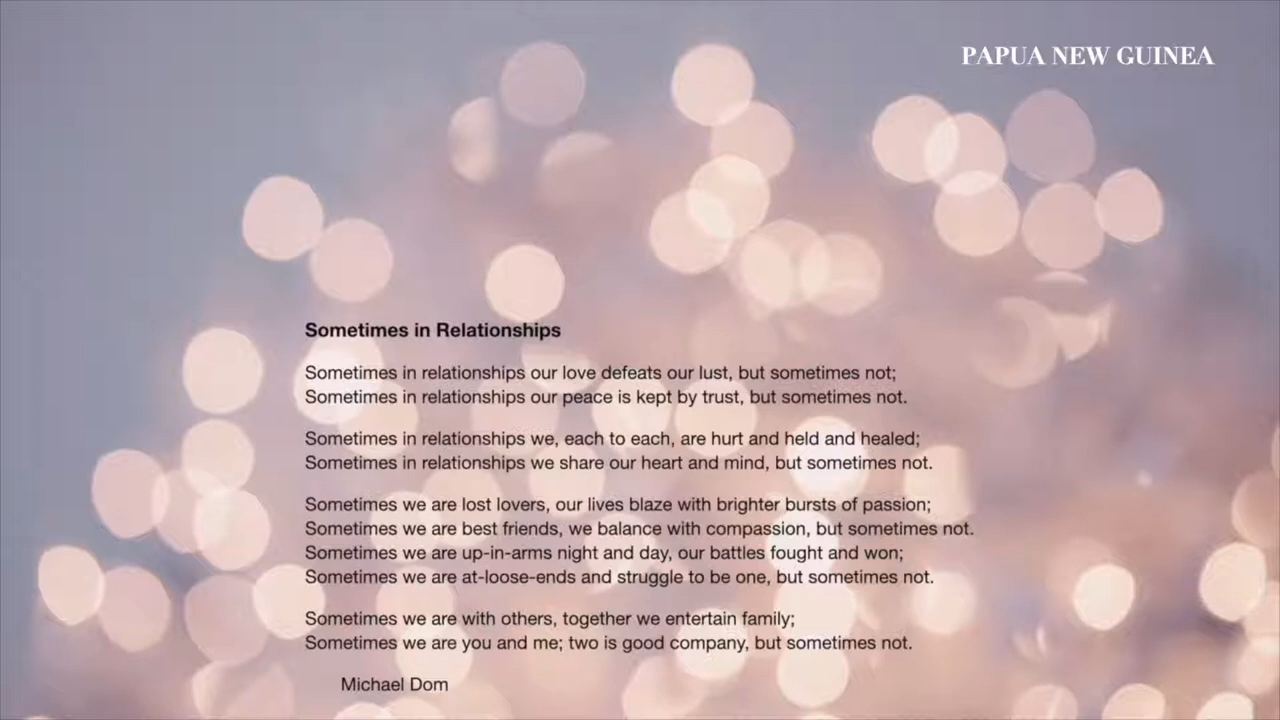 PAPUA NEW GUINEA
Sometimes in Relationships
Sometimes in relationships our love defeats our lust, but sometimes not;
Sometimes in relationships our peace is kept by trust, but sometimes not.
Sometimes in relationships we, each to each, are hurt and held and healed;
Sometimes in relationships we share our heart and mind, but sometimes not.
Sometimes we are lost lovers, our lives blaze with brighter bursts of passion;
Sometimes we are best friends, we balance with compassion, but sometimes not.
Sometimes we are up-in-arms night and day, our battles fought and won;
Sometimes we are at-loose-ends and struggle to be one, but sometimes not.
Sometimes we are with others, together we entertain family;
Sometimes we are you and me; two is good company, but sometimes not.
Michael Dom